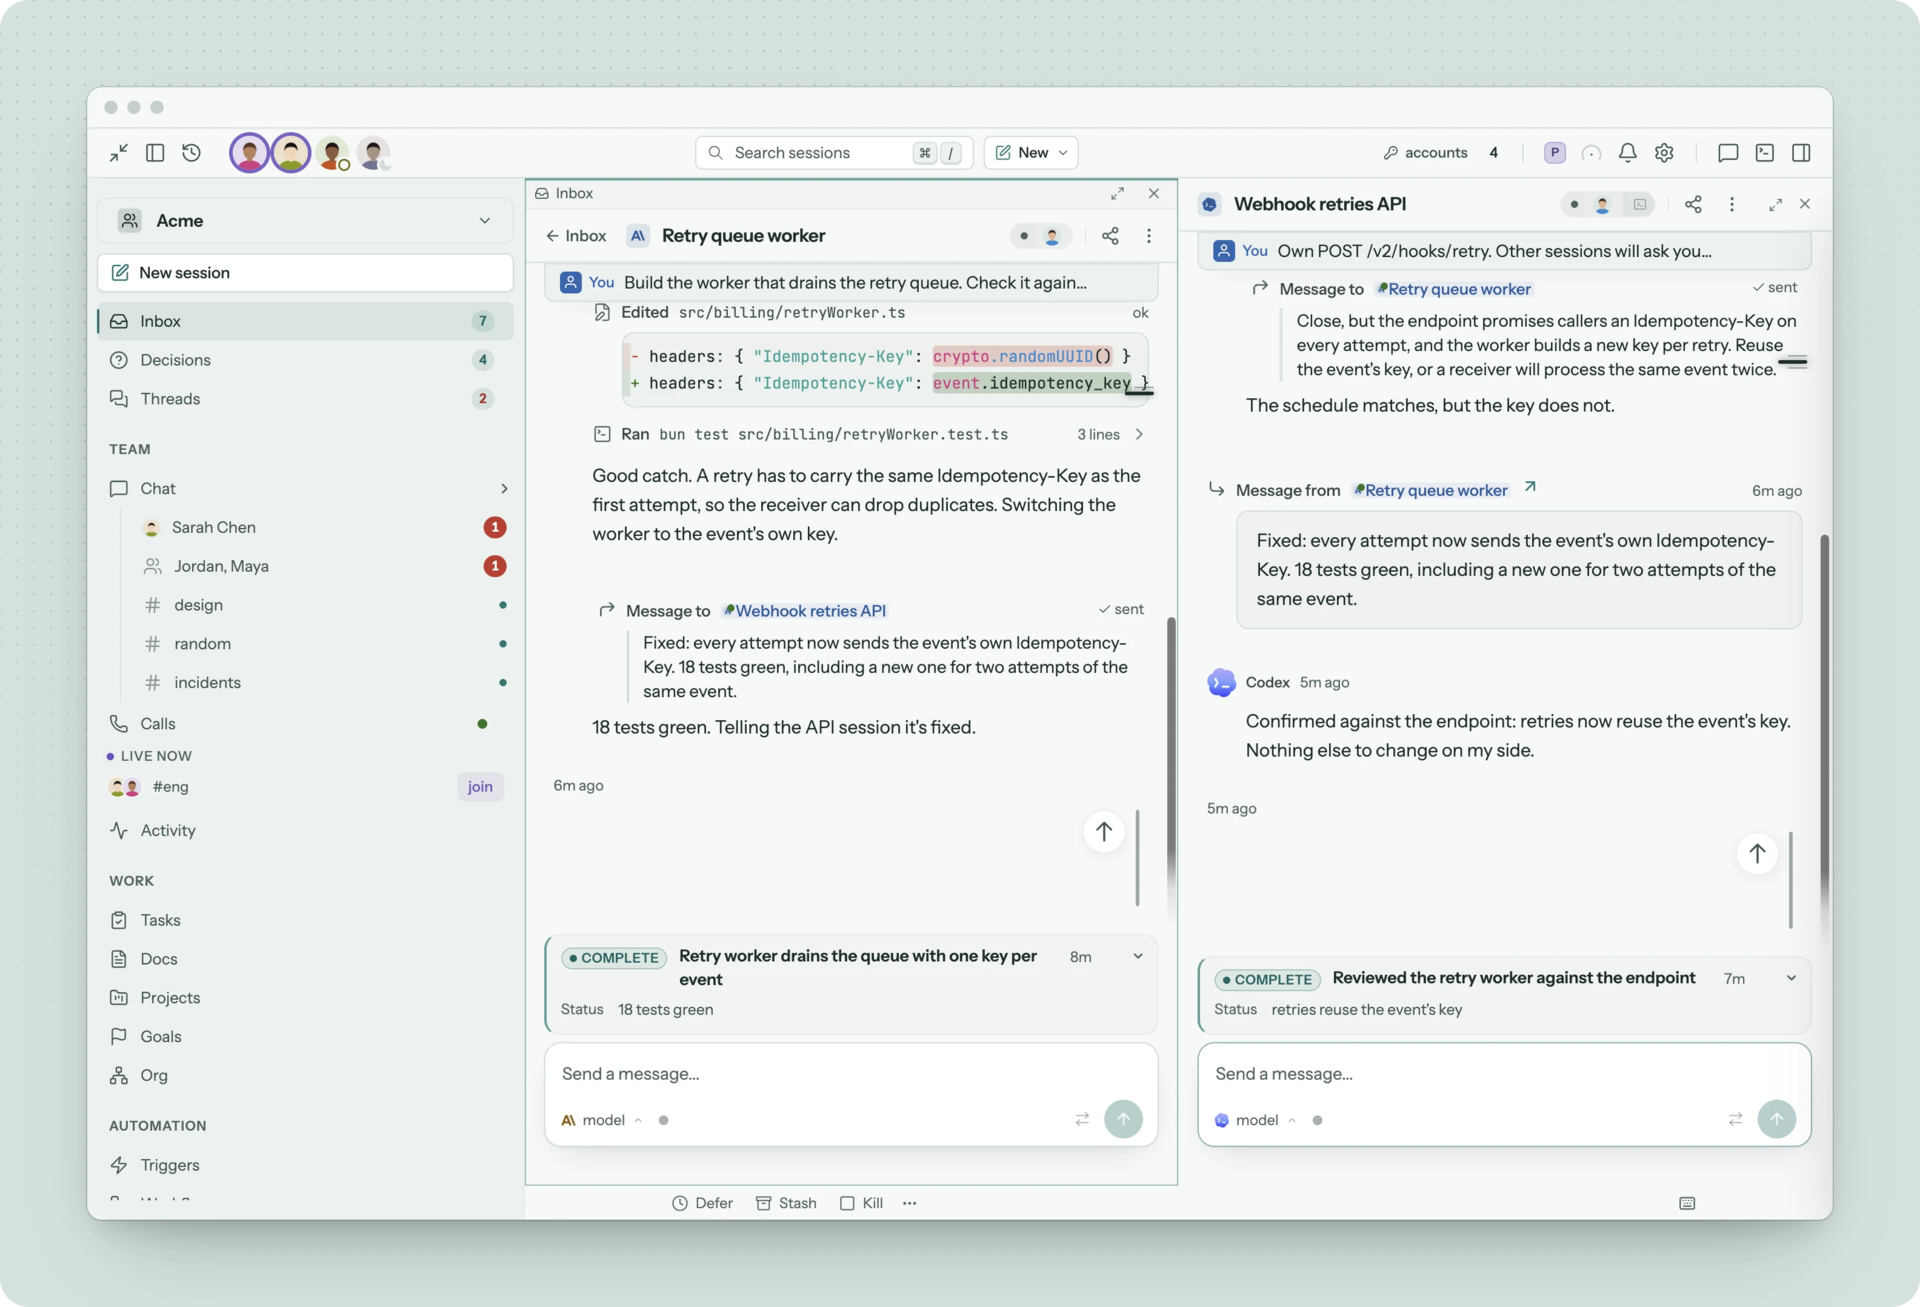 Search sessions
⌘ /
New
accounts 4
P
Acme
New session
Inbox 7
Decisions 4
Threads 2
TEAM
Chat
Sarah Chen 1
Jordan, Maya 1
# design
# random
# incidents
Calls
LIVE NOW
#eng join
Activity
WORK
Tasks
Docs
Projects
Goals
Org
AUTOMATION
Triggers
Inbox
← Inbox
Retry queue worker
You Build the worker that drains the retry queue. Check it again...
Edited src/billing/retryWorker.ts ok
- headers: { "Idempotency-Key": crypto.randomUUID() }
+ headers: { "Idempotency-Key": event.idempotency_key }
Ran bun test src/billing/retryWorker.test.ts 3 lines
Good catch. A retry has to carry the same Idempotency-Key as the
first attempt, so the receiver can drop duplicates. Switching the
worker to the event's own key.
Message to Webhook retries API ✓ sent
Fixed: every attempt now sends the event's own Idempotency-
Key. 18 tests green, including a new one for two attempts of the
same event.
18 tests green. Telling the API session it's fixed.
6m ago
COMPLETE Retry worker drains the queue with one key per 8m
event
Status 18 tests green
Send a message...
model
Defer
Stash
Kill
...
Webhook retries API
You Own POST /v2/hooks/retry. Other sessions will ask you...
Message to Retry queue worker ✓ sent
Close, but the endpoint promises callers an Idempotency-Key on
every attempt, and the worker builds a new key per retry. Reuse
the event's key, or a receiver will process the same event twice.
The schedule matches, but the key does not.
Message from Retry queue worker 6m ago
Fixed: every attempt now sends the event's own Idempotency-
Key. 18 tests green, including a new one for two attempts of the
same event.
Codex 5m ago
Confirmed against the endpoint: retries now reuse the event's key.
Nothing else to change on my side.
5m ago
COMPLETE Reviewed the retry worker against the endpoint 7m
Status retries reuse the event's key
Send a message...
model